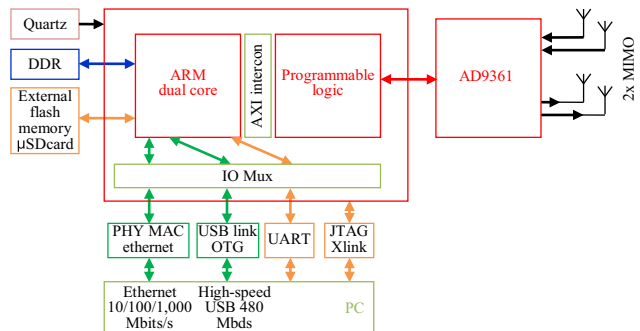 Quartz
DDR
External
flash
memory
µSDcard
ARM
dual core
AXI intercon
Programmable
logic
AD9361
2x MIMO
IO Mux
PHY MAC
ethernet
USB link
OTG
UART
JTAG
Xlink
Ethernet
10/100/1,000
Mbits/s
High-speed
USB 480
Mbds
PC